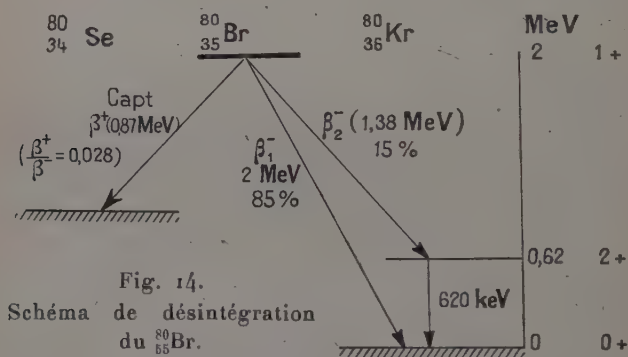 80 34 Se 80 35 Br 80 36 Kr MeV
2 1+
Capt
β+(0,87 MeV)
(β+/β- = 0,028)
β-2 (1,38 MeV)
15 %
β-1
2 MeV
85 %
0,62 2+
620 keV
0 0+
Fig. 14.
Schéma de désintégration
du 80 55 Br.